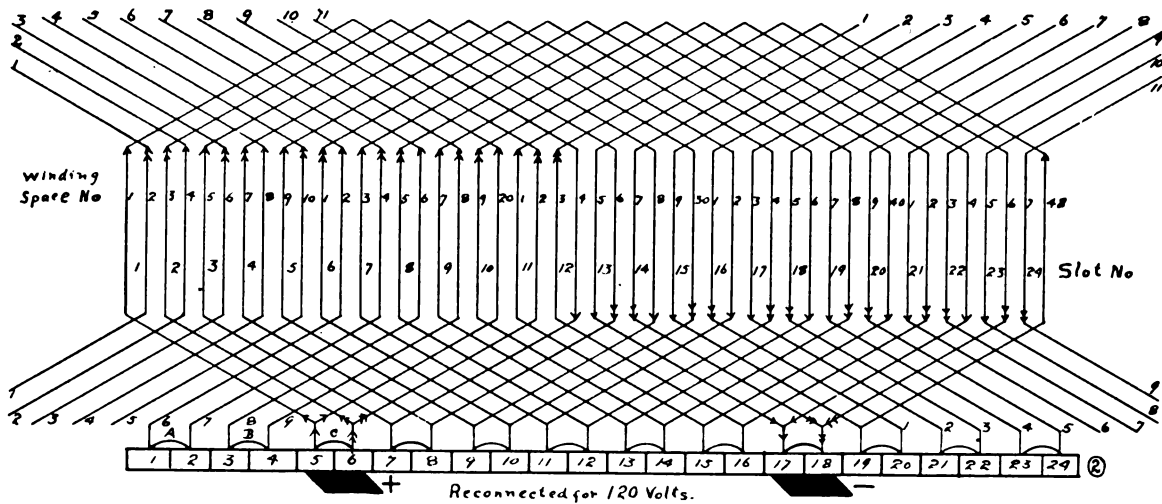 3 4 5 6 7 8 9 10 11 1 2 3 4 5 6 7 8
2 9
1 10
11
Winding
Space No
1 2 3 4 5 6 7 8 9 10 1 2 3 4 5 6 7 8 9 20 1 2 3 4 5 6 7 8 9 30 1 2 3 4 5 6 7 8 9 40 1 2 3 4 5 6 7 48
1 2 3 4 5 6 7 8 9 10 11 12 13 14 15 16 17 18 19 20 21 22 23 24 Slot No
1 9
2 3 4 5 6 7 8 9 1 2 3 4 5 6 7 8
A B C
1 2 3 4 5 6 7 8 9 10 11 12 13 14 15 16 17 18 19 20 21 22 23 24 ②
+ −
Reconnected for 120 Volts.